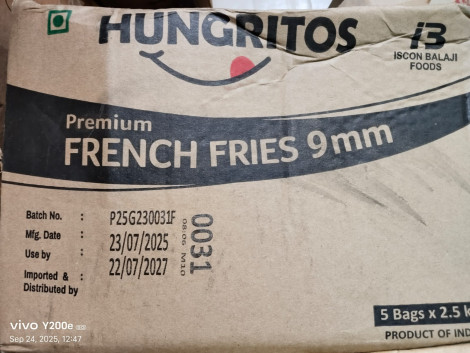 HUNGRITOS
iB
ISCON BALAJI
FOODS
Premium
FRENCH FRIES 9mm
Batch No. : P25G230031F
Mfg. Date : 23/07/2025
Use by : 22/07/2027
Imported &
Distributed by :
0031
5 Bags x 2.5 k
PRODUCT OF IND
vivo Y200e
Sep 24, 2025, 12:47